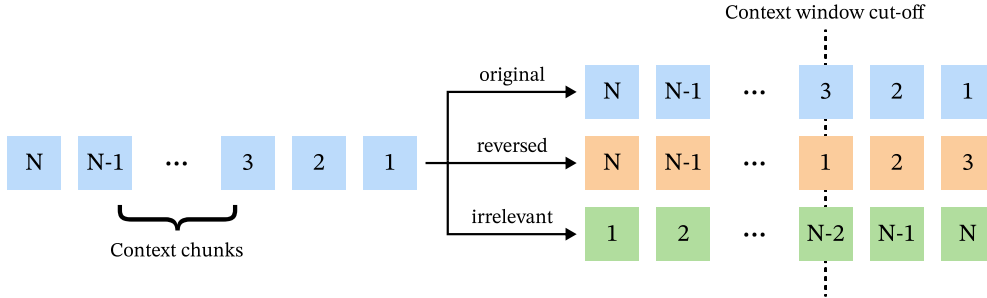 Context window cut-off
original
N N-1 ... 3 2 1
N N-1 ... 3 2 1
reversed
N N-1 ... 1 2 3
irrelevant
1 2 ... N-2 N-1 N
Context chunks